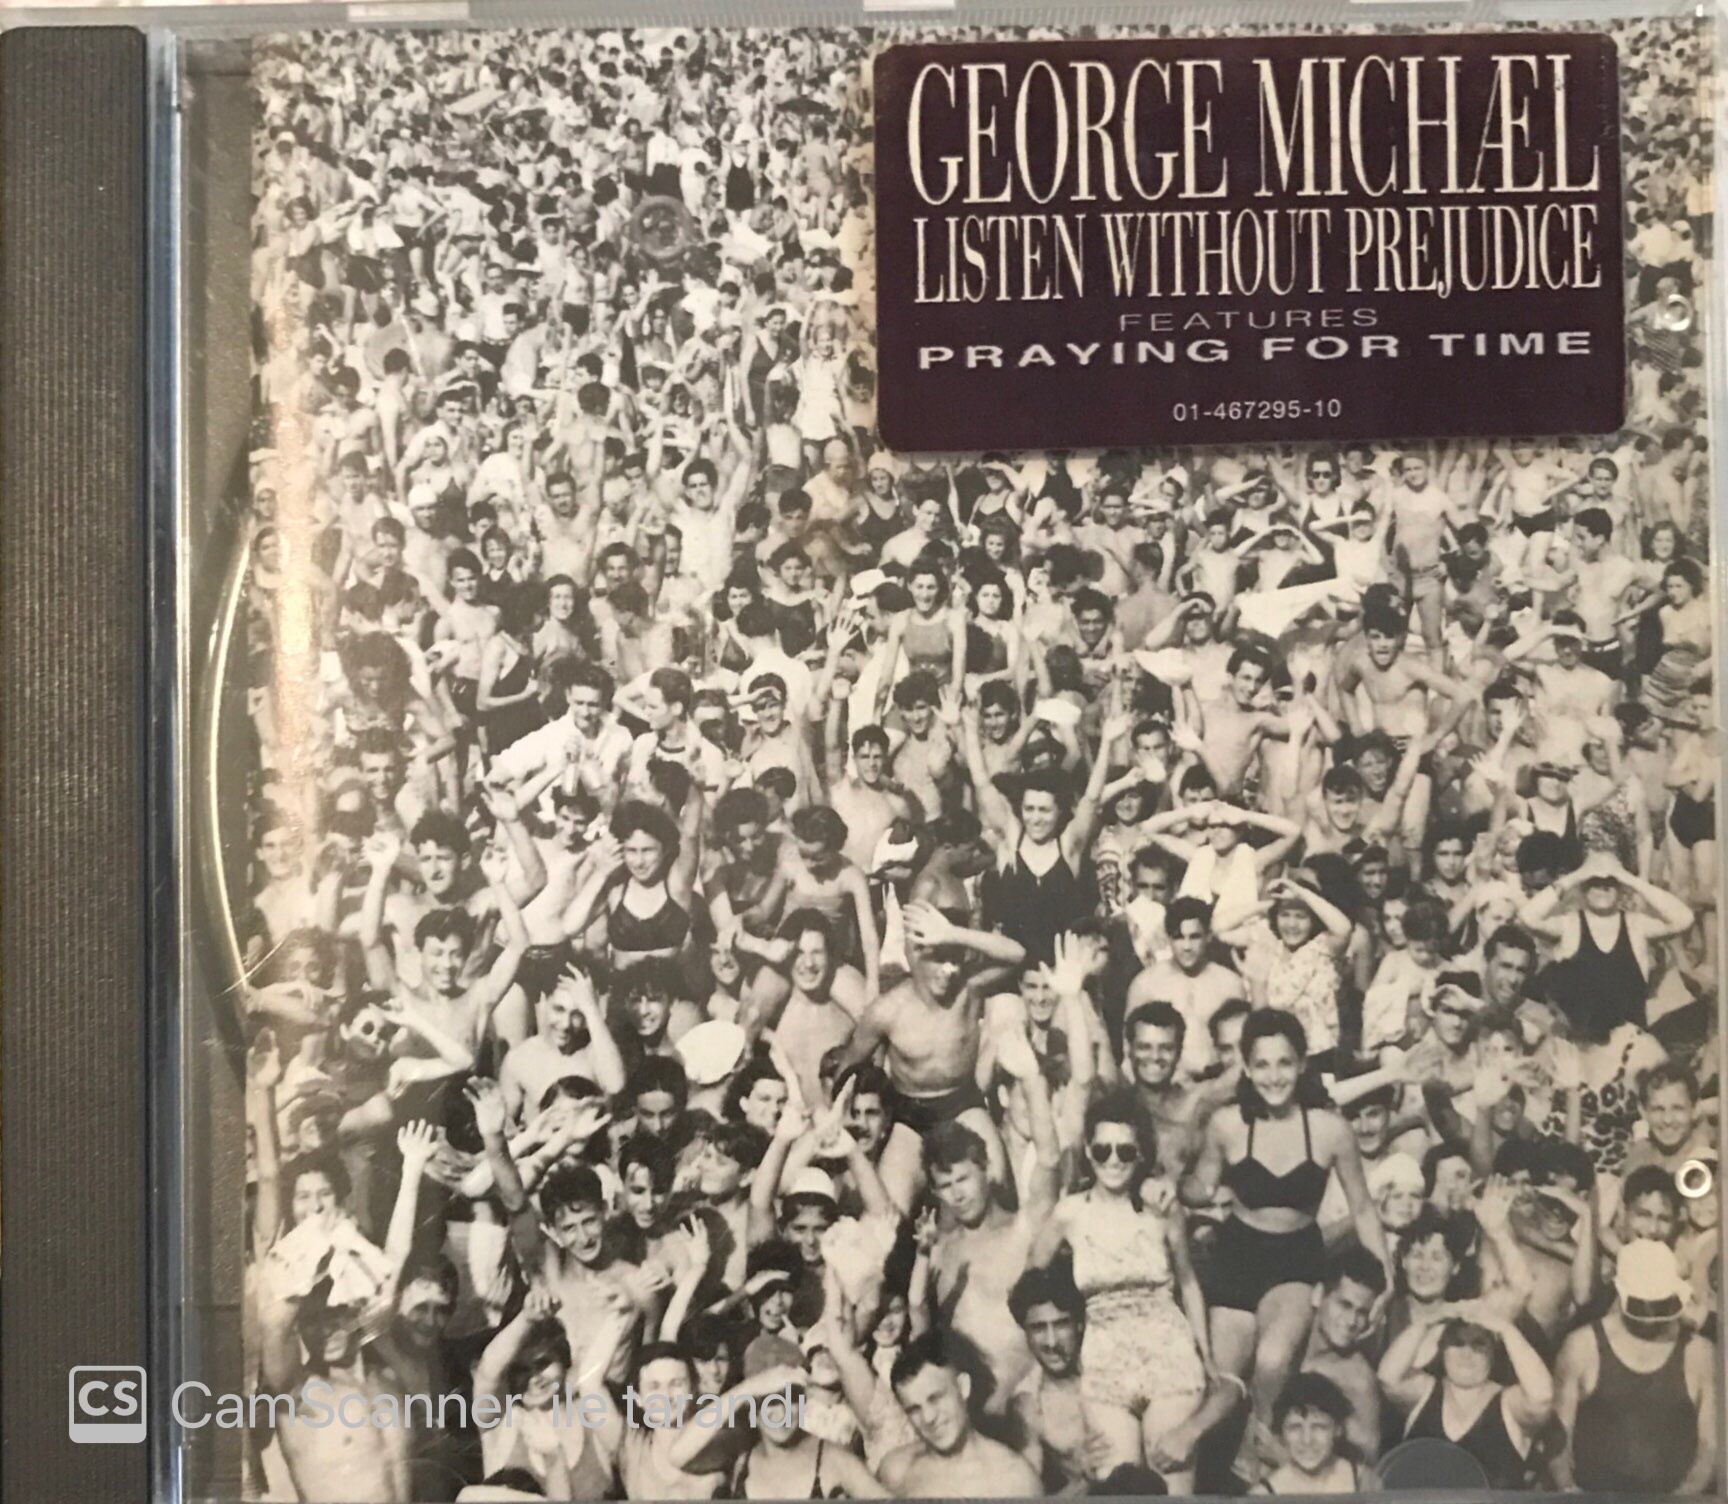 GEORGE MICHÆL
LISTEN WITHOUT PREJUDICE
FEATURES
PRAYING FOR TIME
01-467295-10
CS CamScanner ile tarandı